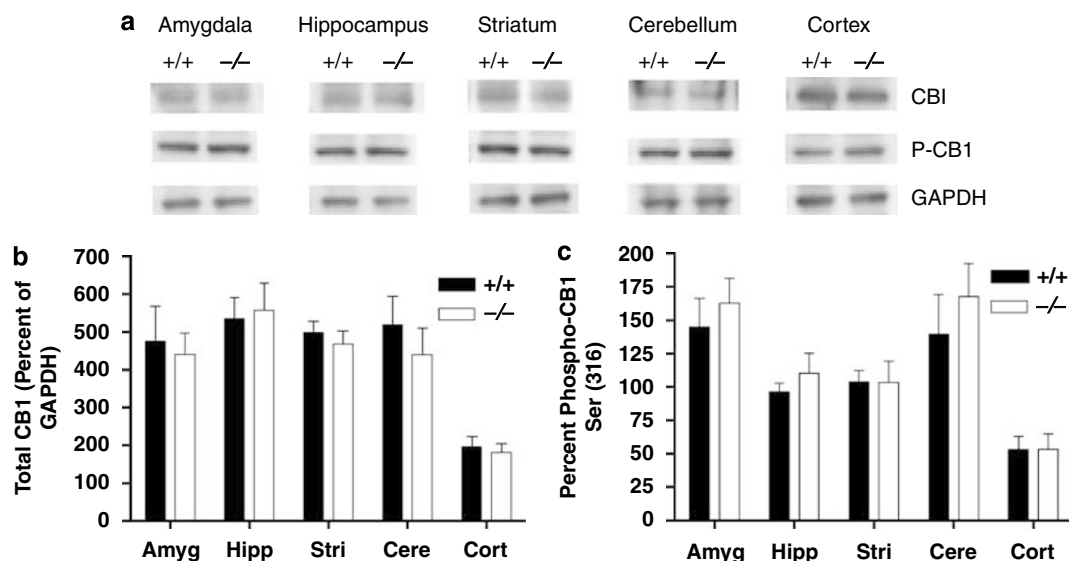 a
Amygdala Hippocampus Striatum Cerebellum Cortex
+/+ –/– +/+ –/– +/+ –/– +/+ –/– +/+ –/–
CBI
P-CB1
GAPDH
b
Total CB1 (Percent of
GAPDH)
700
600
500
400
300
200
100
0
+/+
–/–
Amyg Hipp Stri Cere Cort
c
Percent Phospho-CB1
Ser (316)
200
175
150
125
100
75
50
25
0
+/+
–/–
Amyg Hipp Stri Cere Cort